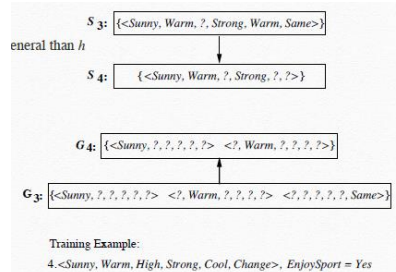 S 3: {<Sunny, Warm, ?, Strong, Warm, Same>}
eneral than h
S 4: {<Sunny, Warm, ?, Strong, ?, ?>}
G 4: {<Sunny, ?, ?, ?, ?, ?> <?, Warm, ?, ?, ?, ?>}
G 3: {<Sunny, ?, ?, ?, ?, ?> <?, Warm, ?, ?, ?, ?> <?, ?, ?, ?, ?, Same>}
Training Example:
4.<Sunny, Warm, High, Strong, Cool, Change>, EnjoySport = Yes